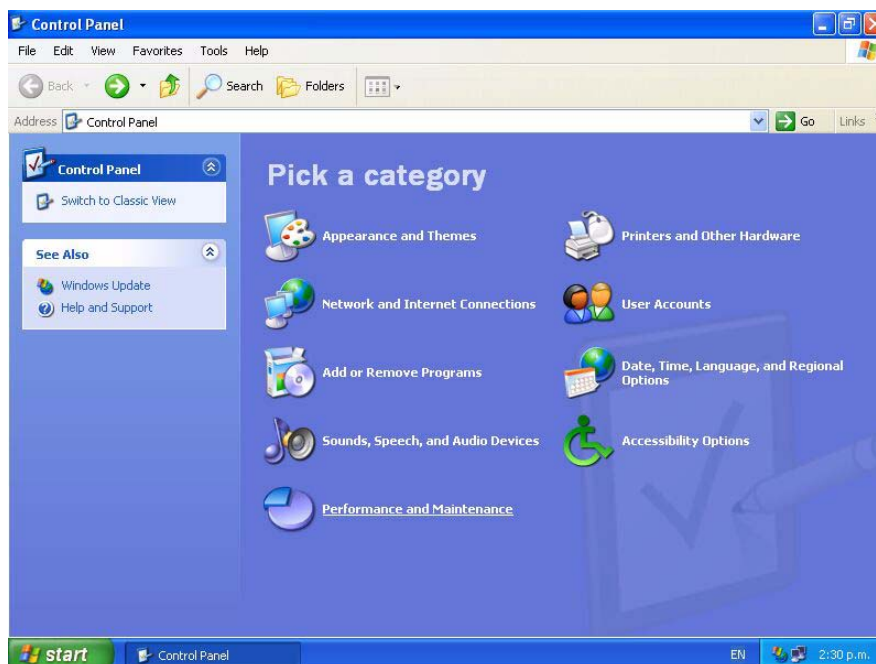 Control Panel
File Edit View Favorites Tools Help
Back Search Folders
Address Control Panel Go Links
Control Panel
Switch to Classic View
See Also
Windows Update
Help and Support
Pick a category
Appearance and Themes
Printers and Other Hardware
Network and Internet Connections
User Accounts
Add or Remove Programs
Date, Time, Language, and Regional
Options
Sounds, Speech, and Audio Devices
Accessibility Options
Performance and Maintenance
start Control Panel EN 2:30 p.m.